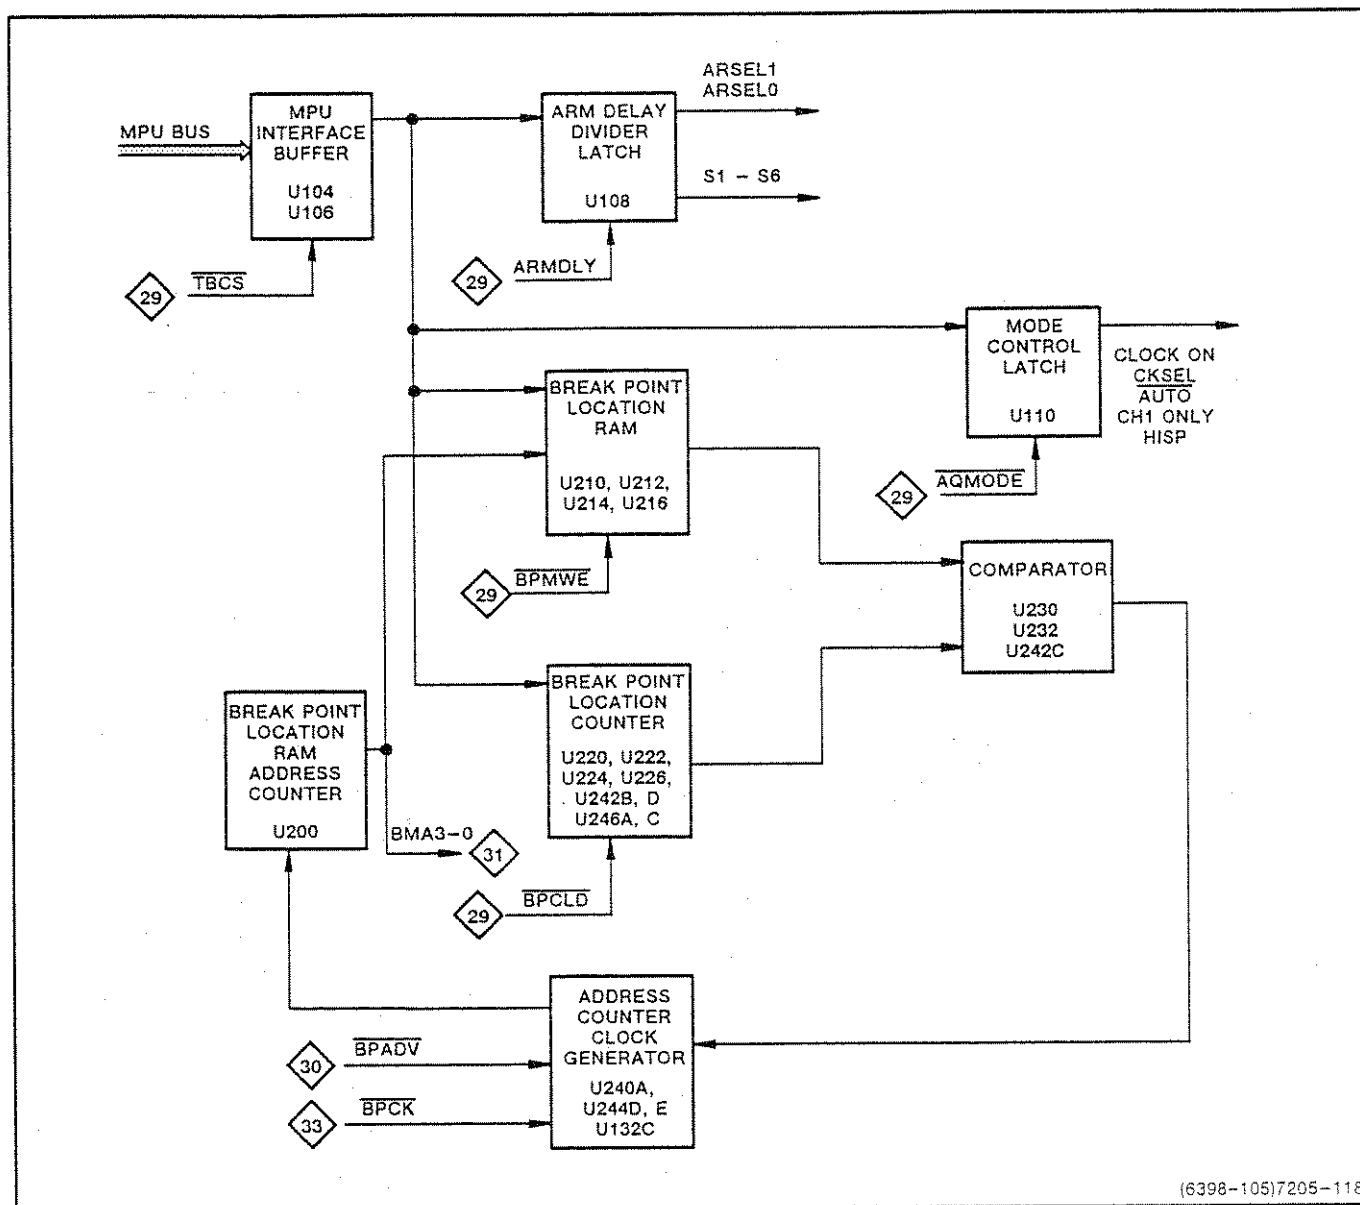 ARSEL1
ARSEL0
MPU BUS
MPU
INTERFACE
BUFFER
U104
U106
ARM DELAY
DIVIDER
LATCH
U108
S1 – S6
29
TBCS
29
ARMDLY
MODE
CONTROL
LATCH
U110
CLOCK ON
CKSEL
AUTO
CH1 ONLY
HISP
29
AQMODE
BREAK POINT
LOCATION
RAM
U210, U212,
U214, U216
29
BPMWE
COMPARATOR
U230
U232
U242C
BREAK POINT
LOCATION
COUNTER
U220, U222,
U224, U226,
U242B, D
U246A, C
BREAK POINT
LOCATION
RAM
ADDRESS
COUNTER
U200
BMA3-0
31
29
BPCLD
ADDRESS
COUNTER
CLOCK
GENERATOR
U240A,
U244D, E
U132C
30
BPADV
33
BPCK
(6398-105)7205-118